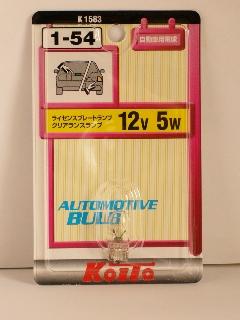 K1583
1-54
自動車用電球
ライセンスプレートランプ
クリアランスランプ
12V 5W
AUTOMOTIVE
BULB
Koito